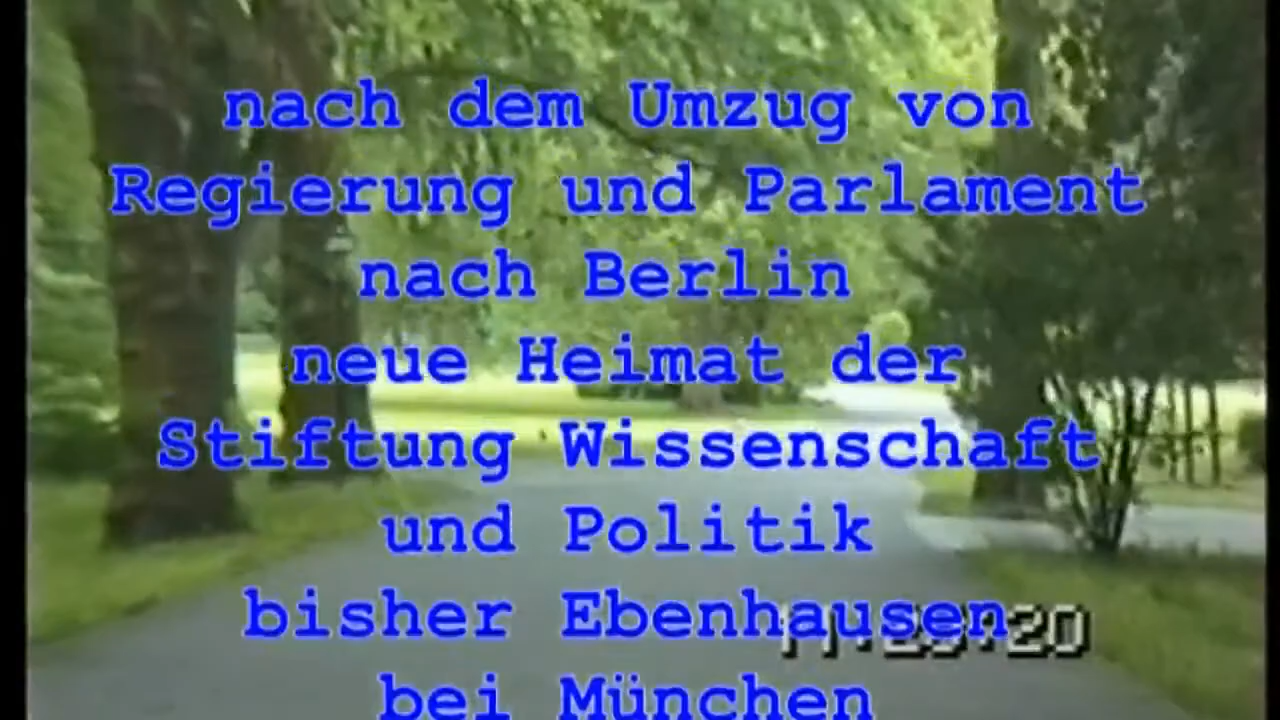 nach dem Umzug von
Regierung und Parlament
nach Berlin
neue Heimat der
Stiftung Wissenschaft
und Politik
bisher Ebenhausen
bei München